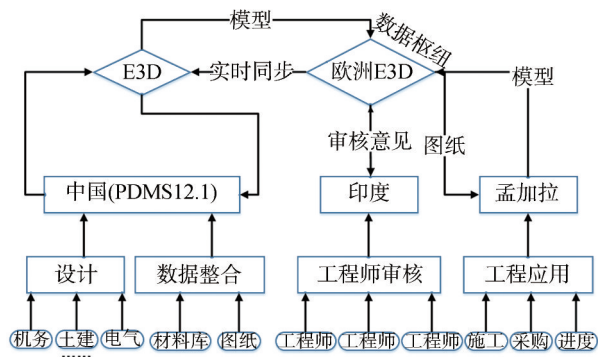 模型
数据枢纽
E3D
实时同步
欧洲E3D
模型
审核意见
图纸
中国(PDMS12.1)
印度
孟加拉
设计
数据整合
工程师审核
工程应用
机务
土建
电气
材料库
图纸
工程师
工程师
工程师
施工
采购
进度
……